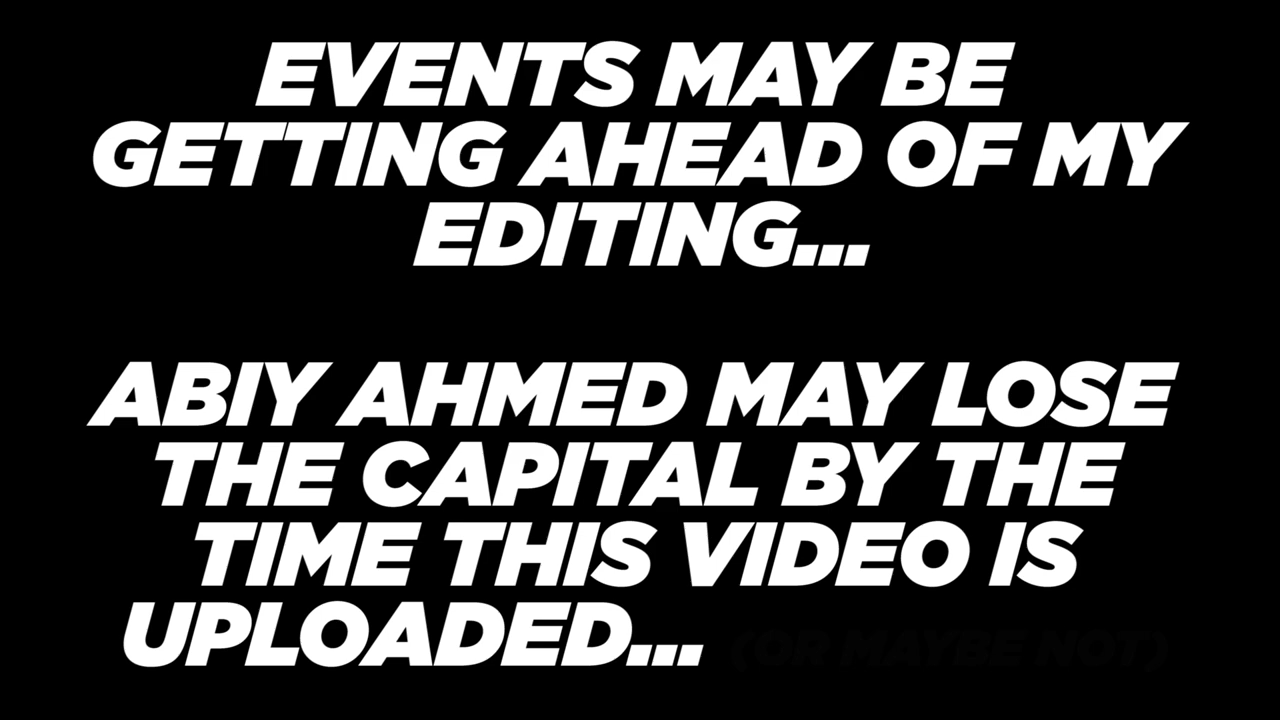 EVENTS MAY BE
GETTING AHEAD OF MY
EDITING...
ABIY AHMED MAY LOSE
THE CAPITAL BY THE
TIME THIS VIDEO IS
UPLOADED... (OR MAYBE NOT)